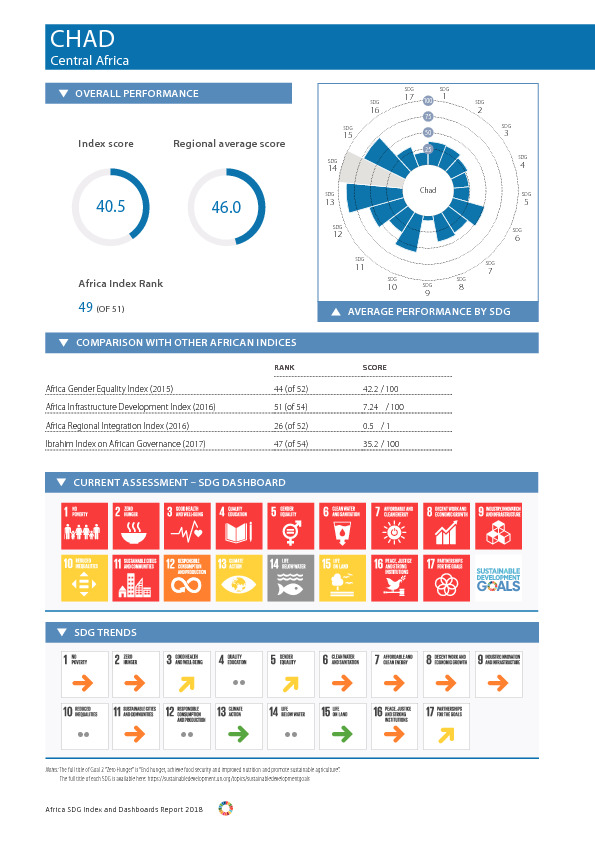 CHAD
Central Africa
OVERALL PERFORMANCE
Index score
Regional average score
40.5
46.0
Africa Index Rank
49 (OF 51)
SDG 1
SDG 2
SDG 3
SDG 4
SDG 5
SDG 6
SDG 7
SDG 8
SDG 9
SDG 10
SDG 11
SDG 12
SDG 13
SDG 14
SDG 15
SDG 16
SDG 17
100
75
50
25
Chad
AVERAGE PERFORMANCE BY SDG
COMPARISON WITH OTHER AFRICAN INDICES
RANK SCORE
Africa Gender Equality Index (2015) 44 (of 52) 42.2 / 100
Africa Infrastructure Development Index (2016) 51 (of 54) 7.24 / 100
Africa Regional Integration Index (2016) 26 (of 52) 0.5 / 1
Ibrahim Index on African Governance (2017) 47 (of 54) 35.2 / 100
CURRENT ASSESSMENT – SDG DASHBOARD
1 NO POVERTY
2 ZERO HUNGER
3 GOOD HEALTH AND WELL-BEING
4 QUALITY EDUCATION
5 GENDER EQUALITY
6 CLEAN WATER AND SANITATION
7 AFFORDABLE AND CLEAN ENERGY
8 DECENT WORK AND ECONOMIC GROWTH
9 INDUSTRY, INNOVATION AND INFRASTRUCTURE
10 REDUCED INEQUALITIES
11 SUSTAINABLE CITIES AND COMMUNITIES
12 RESPONSIBLE CONSUMPTION AND PRODUCTION
13 CLIMATE ACTION
14 LIFE BELOW WATER
15 LIFE ON LAND
16 PEACE, JUSTICE AND STRONG INSTITUTIONS
17 PARTNERSHIPS FOR THE GOALS
SUSTAINABLE DEVELOPMENT GOALS
SDG TRENDS
1 NO POVERTY
2 ZERO HUNGER
3 GOOD HEALTH AND WELL-BEING
4 QUALITY EDUCATION
5 GENDER EQUALITY
6 CLEAN WATER AND SANITATION
7 AFFORDABLE AND CLEAN ENERGY
8 DECENT WORK AND ECONOMIC GROWTH
9 INDUSTRY, INNOVATION AND INFRASTRUCTURE
10 REDUCED INEQUALITIES
11 SUSTAINABLE CITIES AND COMMUNITIES
12 RESPONSIBLE CONSUMPTION AND PRODUCTION
13 CLIMATE ACTION
14 LIFE BELOW WATER
15 LIFE ON LAND
16 PEACE, JUSTICE AND STRONG INSTITUTIONS
17 PARTNERSHIPS FOR THE GOALS
Notes: The full title of Goal 2 "Zero Hunger" is "End hunger, achieve food security and improved nutrition and promote sustainable agriculture".
The full title of each SDG is available here: https://sustainabledevelopment.un.org/topics/sustainabledevelopmentgoals
Africa SDG Index and Dashboards Report 2018